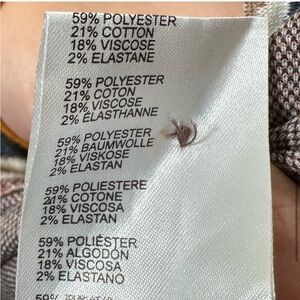 59% POLYESTER
21% COTTON
18% VISCOSE
2% ELASTANE
59% POLYESTER
21% COTON
18% VISCOSE
2% ELASTHANNE
59% POLYESTER
21% BAUMWOLLE
18% VISKOSE
2% ELASTAN
59% POLIESTERE
21% COTONE
18% VISCOSA
2% ELASTAN
59% POLIÉSTER
21% ALGODÓN
18% VISCOSA
2% ELASTANO
59%